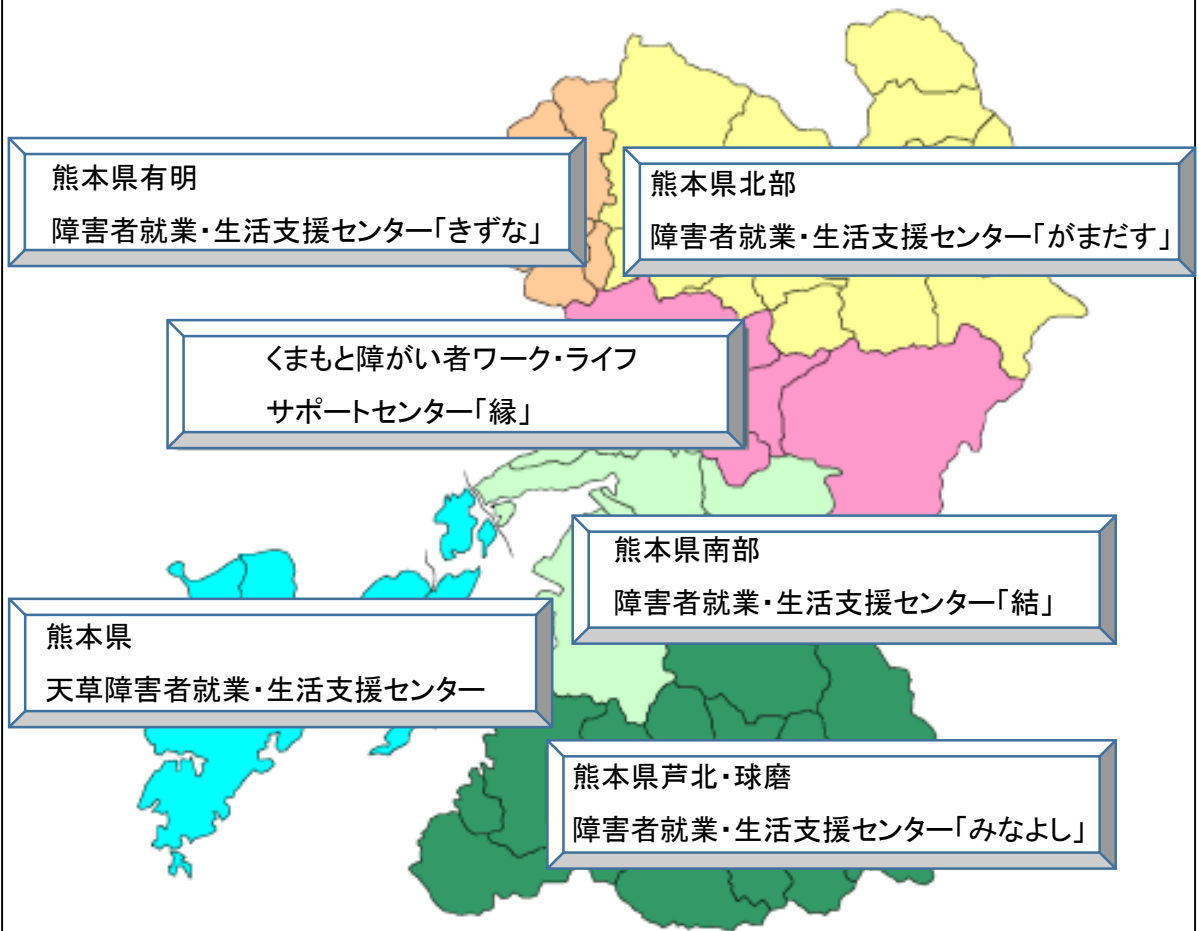 熊本県有明
障害者就業・生活支援センター「きずな」
熊本県北部
障害者就業・生活支援センター「がまだす」
くまもと障がい者ワーク・ライフ
サポートセンター「縁」
熊本県南部
障害者就業・生活支援センター「結」
熊本県
天草障害者就業・生活支援センター
熊本県芦北・球磨
障害者就業・生活支援センター「みなよし」